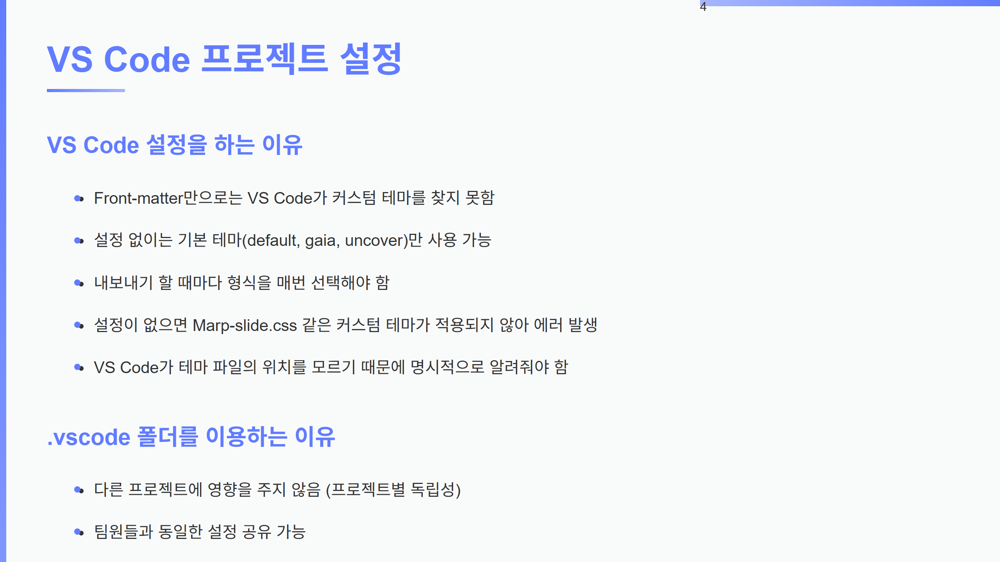 4
VS Code 프로젝트 설정
VS Code 설정을 하는 이유
Front-matter만으로는 VS Code가 커스텀 테마를 찾지 못함
설정 없이는 기본 테마(default, gaia, uncover)만 사용 가능
내보내기 할 때마다 형식을 매번 선택해야 함
설정이 없으면 Marp-slide.css 같은 커스텀 테마가 적용되지 않아 에러 발생
VS Code가 테마 파일의 위치를 모르기 때문에 명시적으로 알려줘야 함
.vscode 폴더를 이용하는 이유
다른 프로젝트에 영향을 주지 않음 (프로젝트별 독립성)
팀원들과 동일한 설정 공유 가능